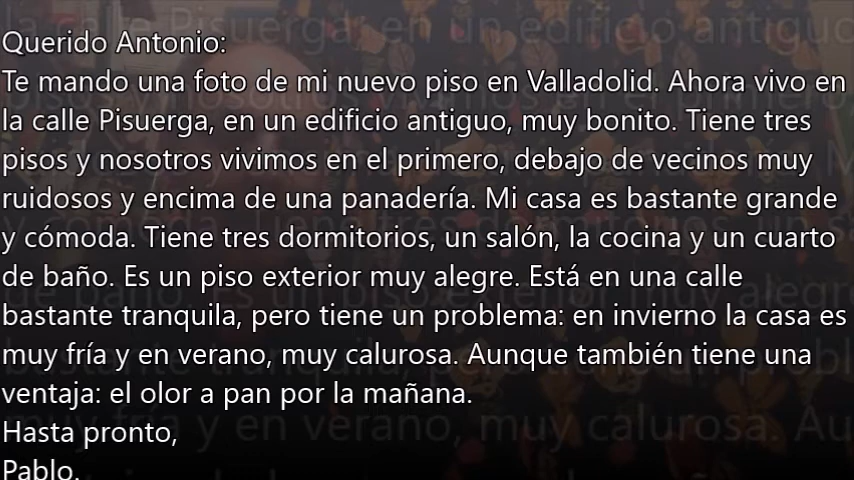 Querido Antonio:
Te mando una foto de mi nuevo piso en Valladolid. Ahora vivo en
la calle Pisuerga, en un edificio antiguo, muy bonito. Tiene tres
pisos y nosotros vivimos en el primero, debajo de vecinos muy
ruidosos y encima de una panadería. Mi casa es bastante grande
y cómoda. Tiene tres dormitorios, un salón, la cocina y un cuarto
de baño. Es un piso exterior muy alegre. Está en una calle
bastante tranquila, pero tiene un problema: en invierno la casa es
muy fría y en verano, muy calurosa. Aunque también tiene una
ventaja: el olor a pan por la mañana.
Hasta pronto,
Pablo.